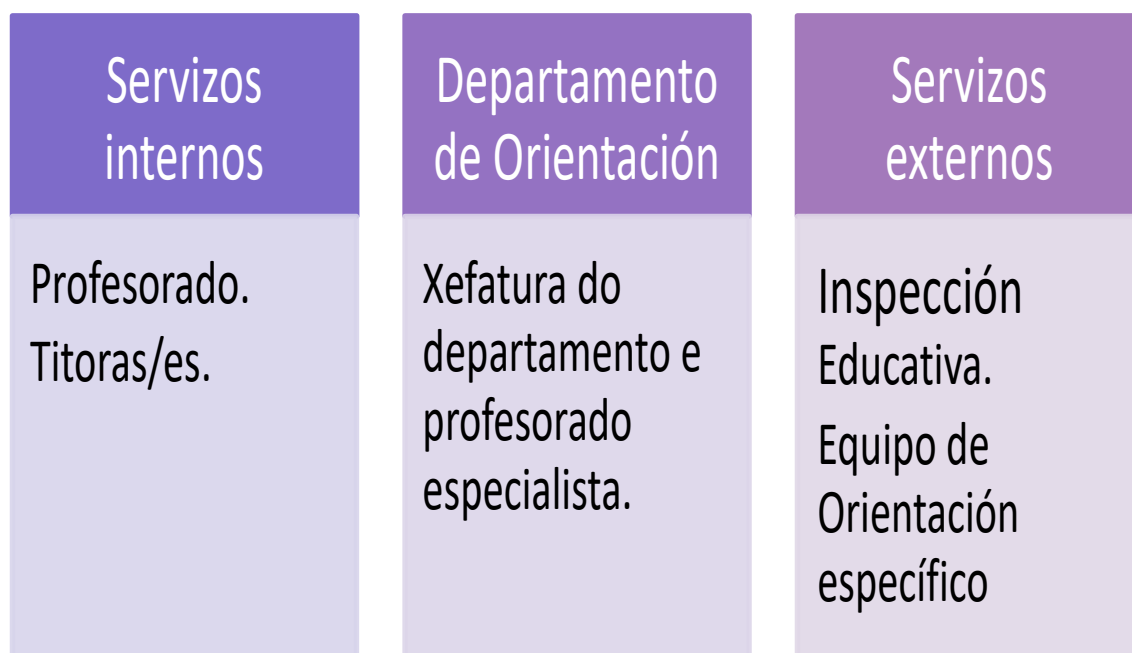 Servizos
internos
Profesorado.
Titoras/es.
Departamento
de Orientación
Xefatura do
departamento e
profesorado
especialista.
Servizos
externos
Inspección
Educativa.
Equipo de
Orientación
específico